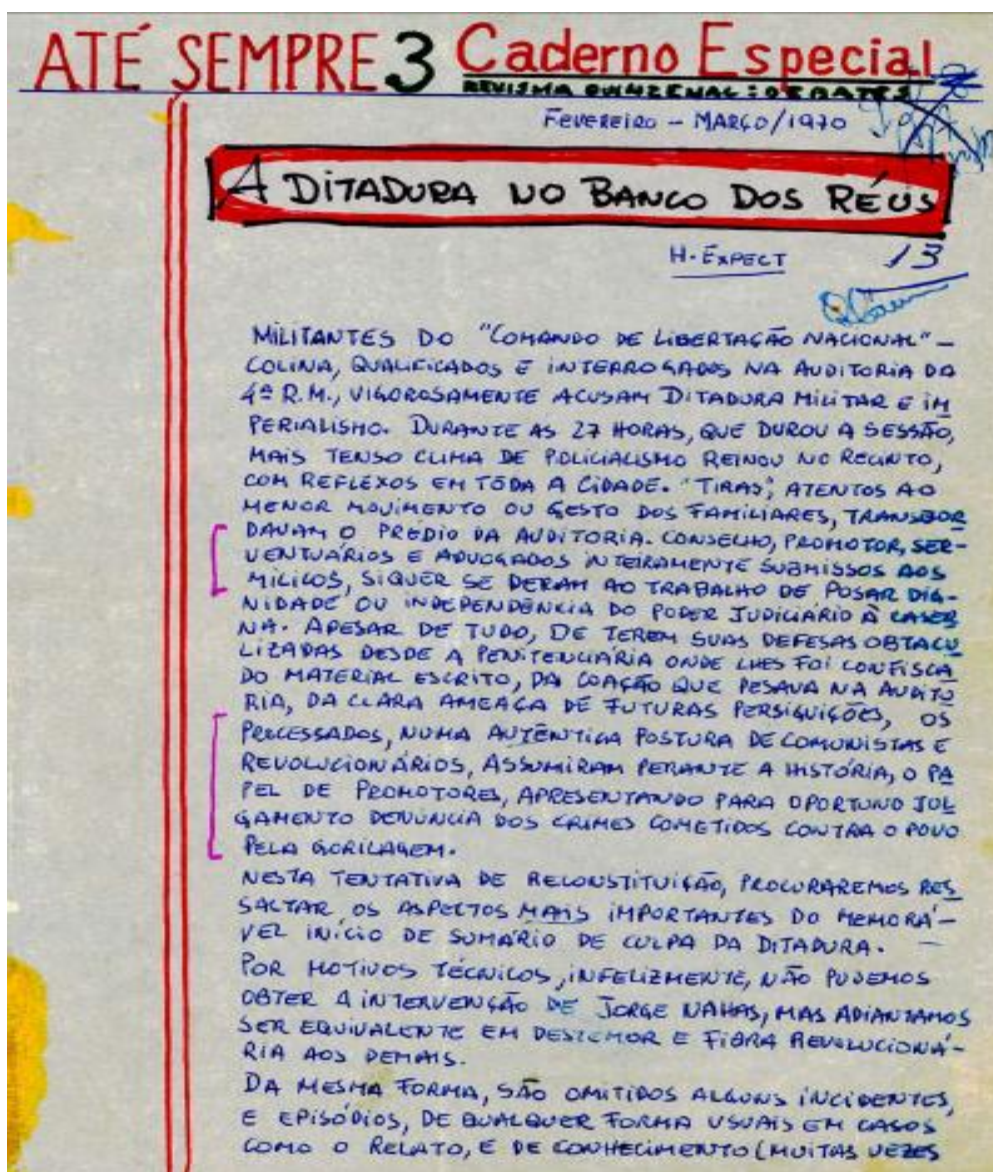 ATÉ SEMPRE 3 Caderno Especial
REVISTA QUINZENAL: DEBATES
FEVEREIRO – MARÇO/1970
A DITADURA NO BANCO DOS RÉUS
H-EXPECT
13
MILITANTES DO "COMANDO DE LIBERTAÇÃO NACIONAL" –
COLINA, QUALIFICADOS E INTERROGADOS NA AUDITORIA DA
4ª R.M., VIGOROSAMENTE ACUSAM DITADURA MILITAR E IM
PERIALISMO. DURANTE AS 27 HORAS, QUE DUROU A SESSÃO,
MAIS TENSO CLIMA DE POLICIALISMO REINOU NO RECINTO,
COM REFLEXOS EM TÔDA A CIDADE. "TIRAS", ATENTOS AO
MENOR MOVIMENTO OU GESTO DOS FAMILIARES, TRANSBOR
DAVAM O PRÉDIO DA AUDITORIA. CONSELHO, PROMOTOR, SER-
VENTUÁRIOS E ADVOGADOS INTEIRAMENTE SUBMISSOS AOS
MILICOS, SIQUER SE DERAM AO TRABALHO DE POSAR DIG-
NIDADE OU INDEPENDÊNCIA DO PODER JUDICIÁRIO À CASER
NA. APESAR DE TUDO, DE TEREM SUAS DEFESAS OBTACU
LIZADAS DESDE A PENITENCIÁRIA ONDE LHES FOI CONFISCA
DO MATERIAL ESCRITO, DA COAÇÃO QUE PESAVA NA AUDITO
RIA, DA CLARA AMEAÇA DE FUTURAS PERSIGUIÇÕES, OS
PROCESSADOS, NUMA AUTÊNTICA POSTURA DE COMUNISTAS E
REVOLUCIONÁRIOS, ASSUMIRAM PERANTE A HISTÓRIA, O PA
PEL DE PROMOTORES, APRESENTANDO PARA OPORTUNO JUL
GAMENTO DENÚNCIA DOS CRIMES COMETIDOS CONTRA O POVO
PELA GORILAGEM.
NESTA TENTATIVA DE RECONSTITUIÇÃO, PROCURAREMOS RES
SALTAR, OS ASPECTOS MAIS IMPORTANTES DO MEMORÁ-
VEL INÍCIO DE SUMÁRIO DE CULPA DA DITADURA. –
POR MOTIVOS TÉCNICOS, INFELIZMENTE, NÃO PUDEMOS
OBTER A INTERVENÇÃO DE JORGE NAHAS, MAS ADIANTAMOS
SER EQUIVALENTE EM DESTEMOR E FIBRA REVOLUCIONÁ-
RIA AOS DEMAIS.
DA MESMA FORMA, SÃO OMITIDOS ALGUNS INCIDENTES,
E EPISÓDIOS, DE QUALQUER FORMA USUAIS EM CASOS
COMO O RELATO, E DE CONHECIMENTO (MUITAS VEZES